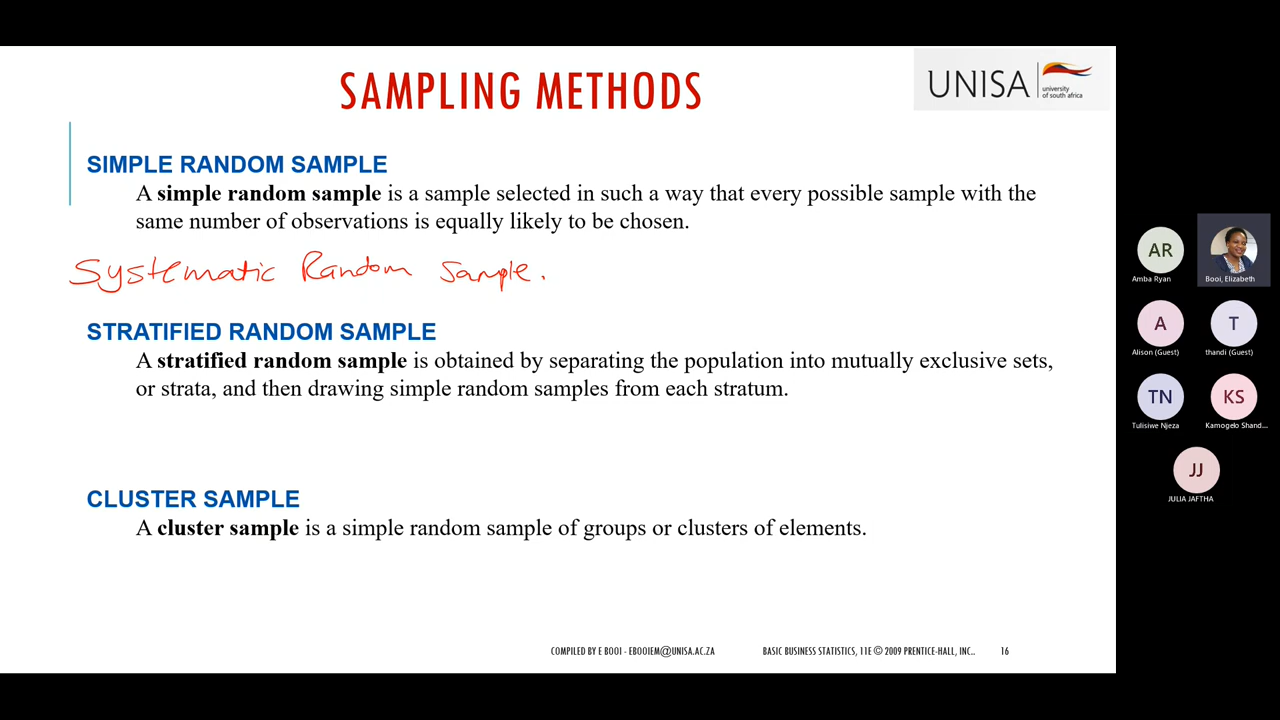 SAMPLING METHODS
UNISA
university
of south africa
SIMPLE RANDOM SAMPLE
A simple random sample is a sample selected in such a way that every possible sample with the
same number of observations is equally likely to be chosen.
Systematic Random Sample.
STRATIFIED RANDOM SAMPLE
A stratified random sample is obtained by separating the population into mutually exclusive sets,
or strata, and then drawing simple random samples from each stratum.
CLUSTER SAMPLE
A cluster sample is a simple random sample of groups or clusters of elements.
COMPILED BY E BOOI - EBOOIEM@UNISA.AC.ZA
BASIC BUSINESS STATISTICS, 11E © 2009 PRENTICE-HALL, INC..
16
AR
Amba Ryan
Booi, Elizabeth
A
Alison (Guest)
T
thandi (Guest)
TN
Tulisiwe Njeza
KS
Kamogelo Shand...
JJ
JULIA JAFTHA